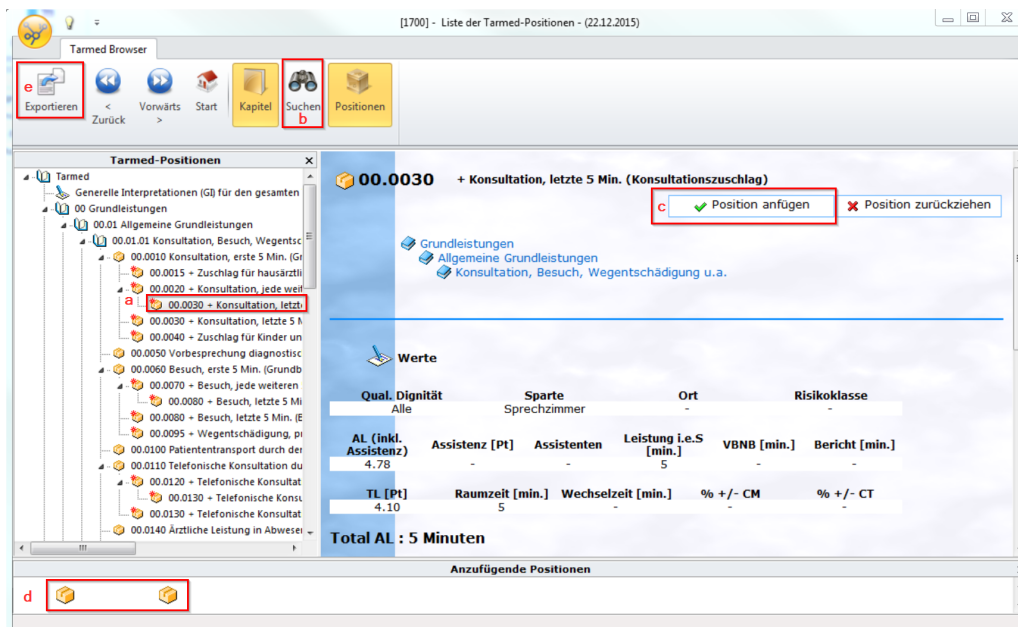 [1700] - Liste der Tarmed-Positionen - (22.12.2015)
Tarmed Browser
e
Exportieren
<
Zurück
Vorwärts
>
Start
Kapitel
Suchen
b
Positionen
Tarmed-Positionen x
Tarmed
Generelle Interpretationen (GI) für den gesamten
00 Grundleistungen
00.01 Allgemeine Grundleistungen
00.01.01 Konsultation, Besuch, Wegentsc
00.0010 Konsultation, erste 5 Min. (Gr
00.0015 + Zuschlag für hausärztli
00.0020 + Konsultation, jede weit
a
00.0030 + Konsultation, letzt
00.0030 + Konsultation, letzte 5 M
00.0040 + Zuschlag für Kinder un
00.0050 Vorbesprechung diagnostisc
00.0060 Besuch, erste 5 Min. (Grundb
00.0070 + Besuch, jede weiteren
00.0080 + Besuch, letzte 5 Mi
00.0080 + Besuch, letzte 5 Min. (B
00.0095 + Wegentschädigung, pr
00.0100 Patiententransport durch der
00.0110 Telefonische Konsultation du
00.0120 + Telefonische Konsultat
00.0130 + Telefonische Konsu
00.0130 + Telefonische Konsultat
00.0140 Ärztliche Leistung in Abwesen
00.0030 + Konsultation, letzte 5 Min. (Konsultationszuschlag)
c Position anfügen
Position zurückziehen
Grundleistungen
Allgemeine Grundleistungen
Konsultation, Besuch, Wegentschädigung u.a.
Werte
Qual. Dignität Sparte Ort Risikoklasse
Alle Sprechzimmer - -
AL (inkl. Assistenz) Assistenz [Pt] Assistenten Leistung i.e.S [min.] VBNB [min.] Bericht [min.]
4.78 - - 5 - -
TL [Pt] Raumzeit [min.] Wechselzeit [min.] % +/- CM % +/- CT
4.10 5 - - -
Total AL : 5 Minuten
Anzufügende Positionen
d